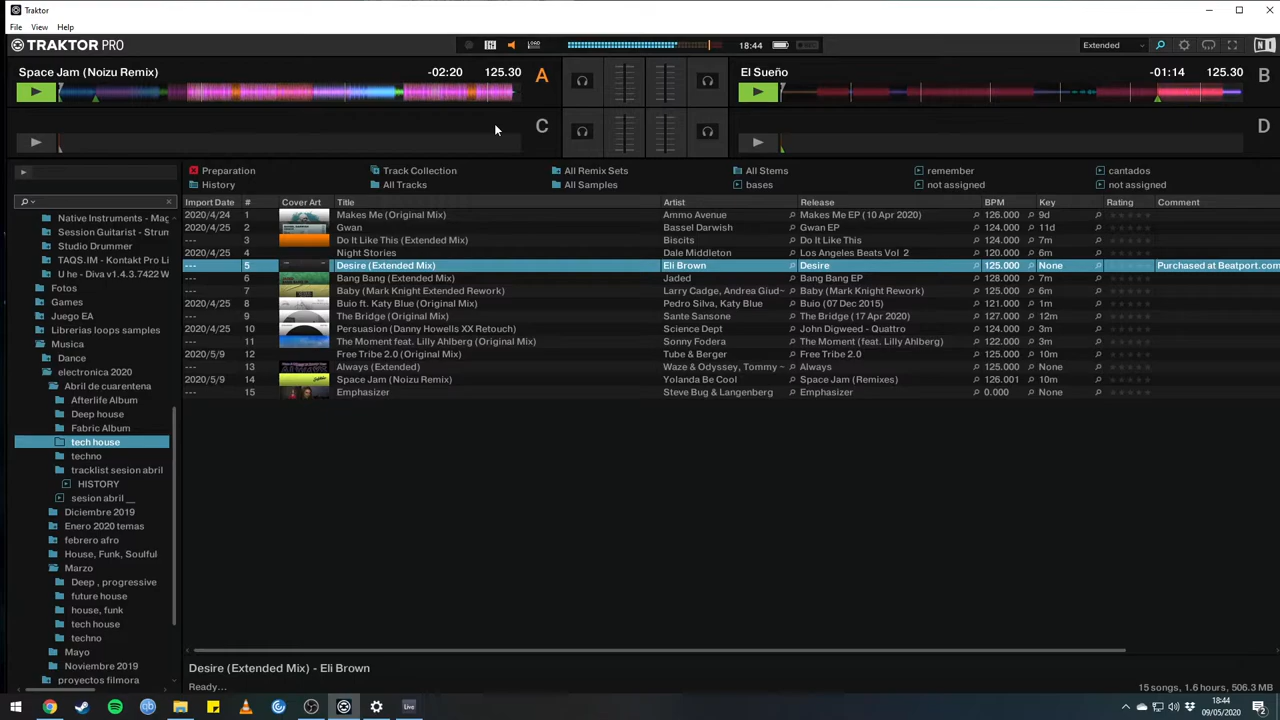 Traktor
File View Help
TRAKTOR PRO
LOAD
18:44
Extended
NI
Space Jam (Noizu Remix) -02:20 125.30 A
El Sueño -01:14 125.30 B
C
D
Preparation Track Collection All Remix Sets All Stems remember cantados
History All Tracks All Samples bases not assigned not assigned
Import Date # Cover Art Title Artist Release BPM Key Rating Comment
2020/4/24 1 Makes Me (Original Mix) Ammo Avenue Makes Me EP (10 Apr 2020) 126.000 9d
2020/4/25 2 Gwan Bassel Darwish Gwan EP 124.000 11d
--- 3 Do It Like This (Extended Mix) Biscits Do It Like This 124.000 7m
2020/4/25 4 Night Stories Dale Middleton Los Angeles Beats Vol 2 120.000 6m
--- 5 Desire (Extended Mix) Eli Brown Desire 125.000 None Purchased at Beatport.com
--- 6 Bang Bang (Extended Mix) Jaded Bang Bang EP 128.000 7m
--- 7 Baby (Mark Knight Extended Rework) Larry Cadge, Andrea Giud~ Baby (Mark Knight Rework) 125.000 6m
2020/4/25 8 Buio ft. Katy Blue (Original Mix) Pedro Silva, Katy Blue Buio (07 Dec 2015) 121.000 1m
--- 9 The Bridge (Original Mix) Sante Sansone The Bridge (17 Apr 2020) 127.000 12m
2020/4/25 10 Persuasion (Danny Howells XX Retouch) Science Dept John Digweed - Quattro 124.000 3m
--- 11 The Moment feat. Lilly Ahlberg (Original Mix) Sonny Fodera The Moment (feat. Lilly Ahlberg) 124.000 3m
2020/5/9 12 Free Tribe 2.0 (Original Mix) Tube & Berger Free Tribe 2.0 125.000 10m
--- 13 Always (Extended) Waze & Odyssey, Tommy ~ Always 125.000 None
2020/5/9 14 Space Jam (Noizu Remix) Yolanda Be Cool Space Jam (Remixes) 126.001 10m
--- 15 Emphasizer Steve Bug & Langenberg Emphasizer 0.000 None
Native Instruments - Mag
Session Guitarist - Strum
Studio Drummer
TAQS.IM - Kontakt Pro Li
U he - Diva v1.4.3.7422 W
Fotos
Games
Juego EA
Librerias loops samples
Musica
Dance
electronica 2020
Abril de cuarentena
Afterlife Album
Deep house
Fabric Album
tech house
techno
tracklist sesion abril
HISTORY
sesion abril __
Diciembre 2019
Enero 2020 temas
febrero afro
House, Funk, Soulful
Marzo
Deep , progressive
future house
house, funk
tech house
techno
Mayo
Noviembre 2019
proyectos filmora
Desire (Extended Mix) - Eli Brown
Ready...
15 songs, 1.6 hours, 506.3 MB
Live
18:44
09/05/2020
2